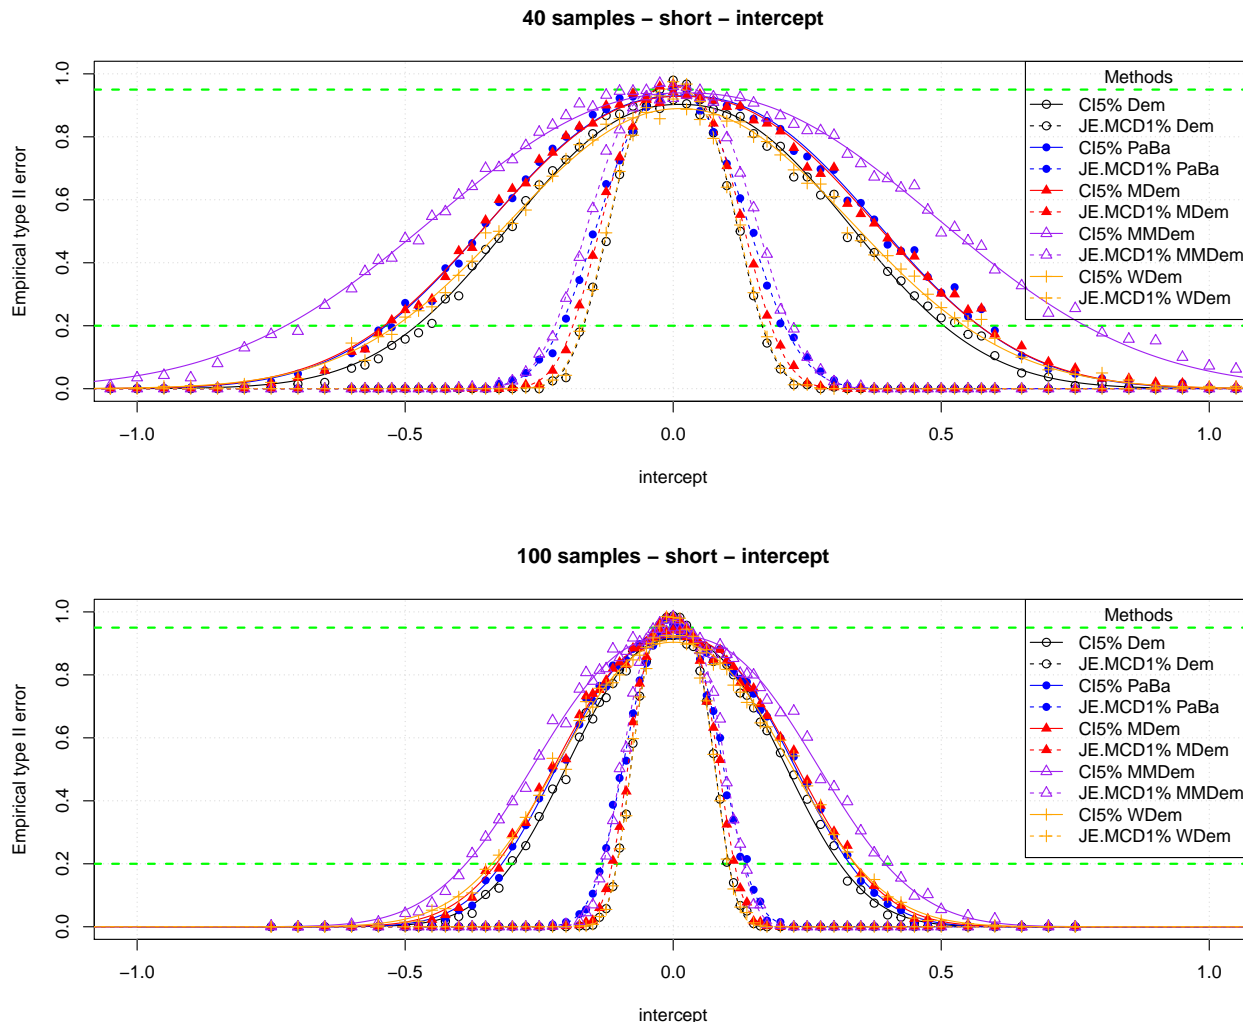 40 samples − short − intercept
Empirical type II error
0.0
0.2
0.4
0.6
0.8
1.0
−1.0
−0.5
0.0
0.5
1.0
intercept
Methods
CI5% Dem
JE.MCD1% Dem
CI5% PaBa
JE.MCD1% PaBa
CI5% MDem
JE.MCD1% MDem
CI5% MMDem
JE.MCD1% MMDem
CI5% WDem
JE.MCD1% WDem
100 samples − short − intercept
Empirical type II error
0.0
0.2
0.4
0.6
0.8
1.0
−1.0
−0.5
0.0
0.5
1.0
intercept
Methods
CI5% Dem
JE.MCD1% Dem
CI5% PaBa
JE.MCD1% PaBa
CI5% MDem
JE.MCD1% MDem
CI5% MMDem
JE.MCD1% MMDem
CI5% WDem
JE.MCD1% WDem